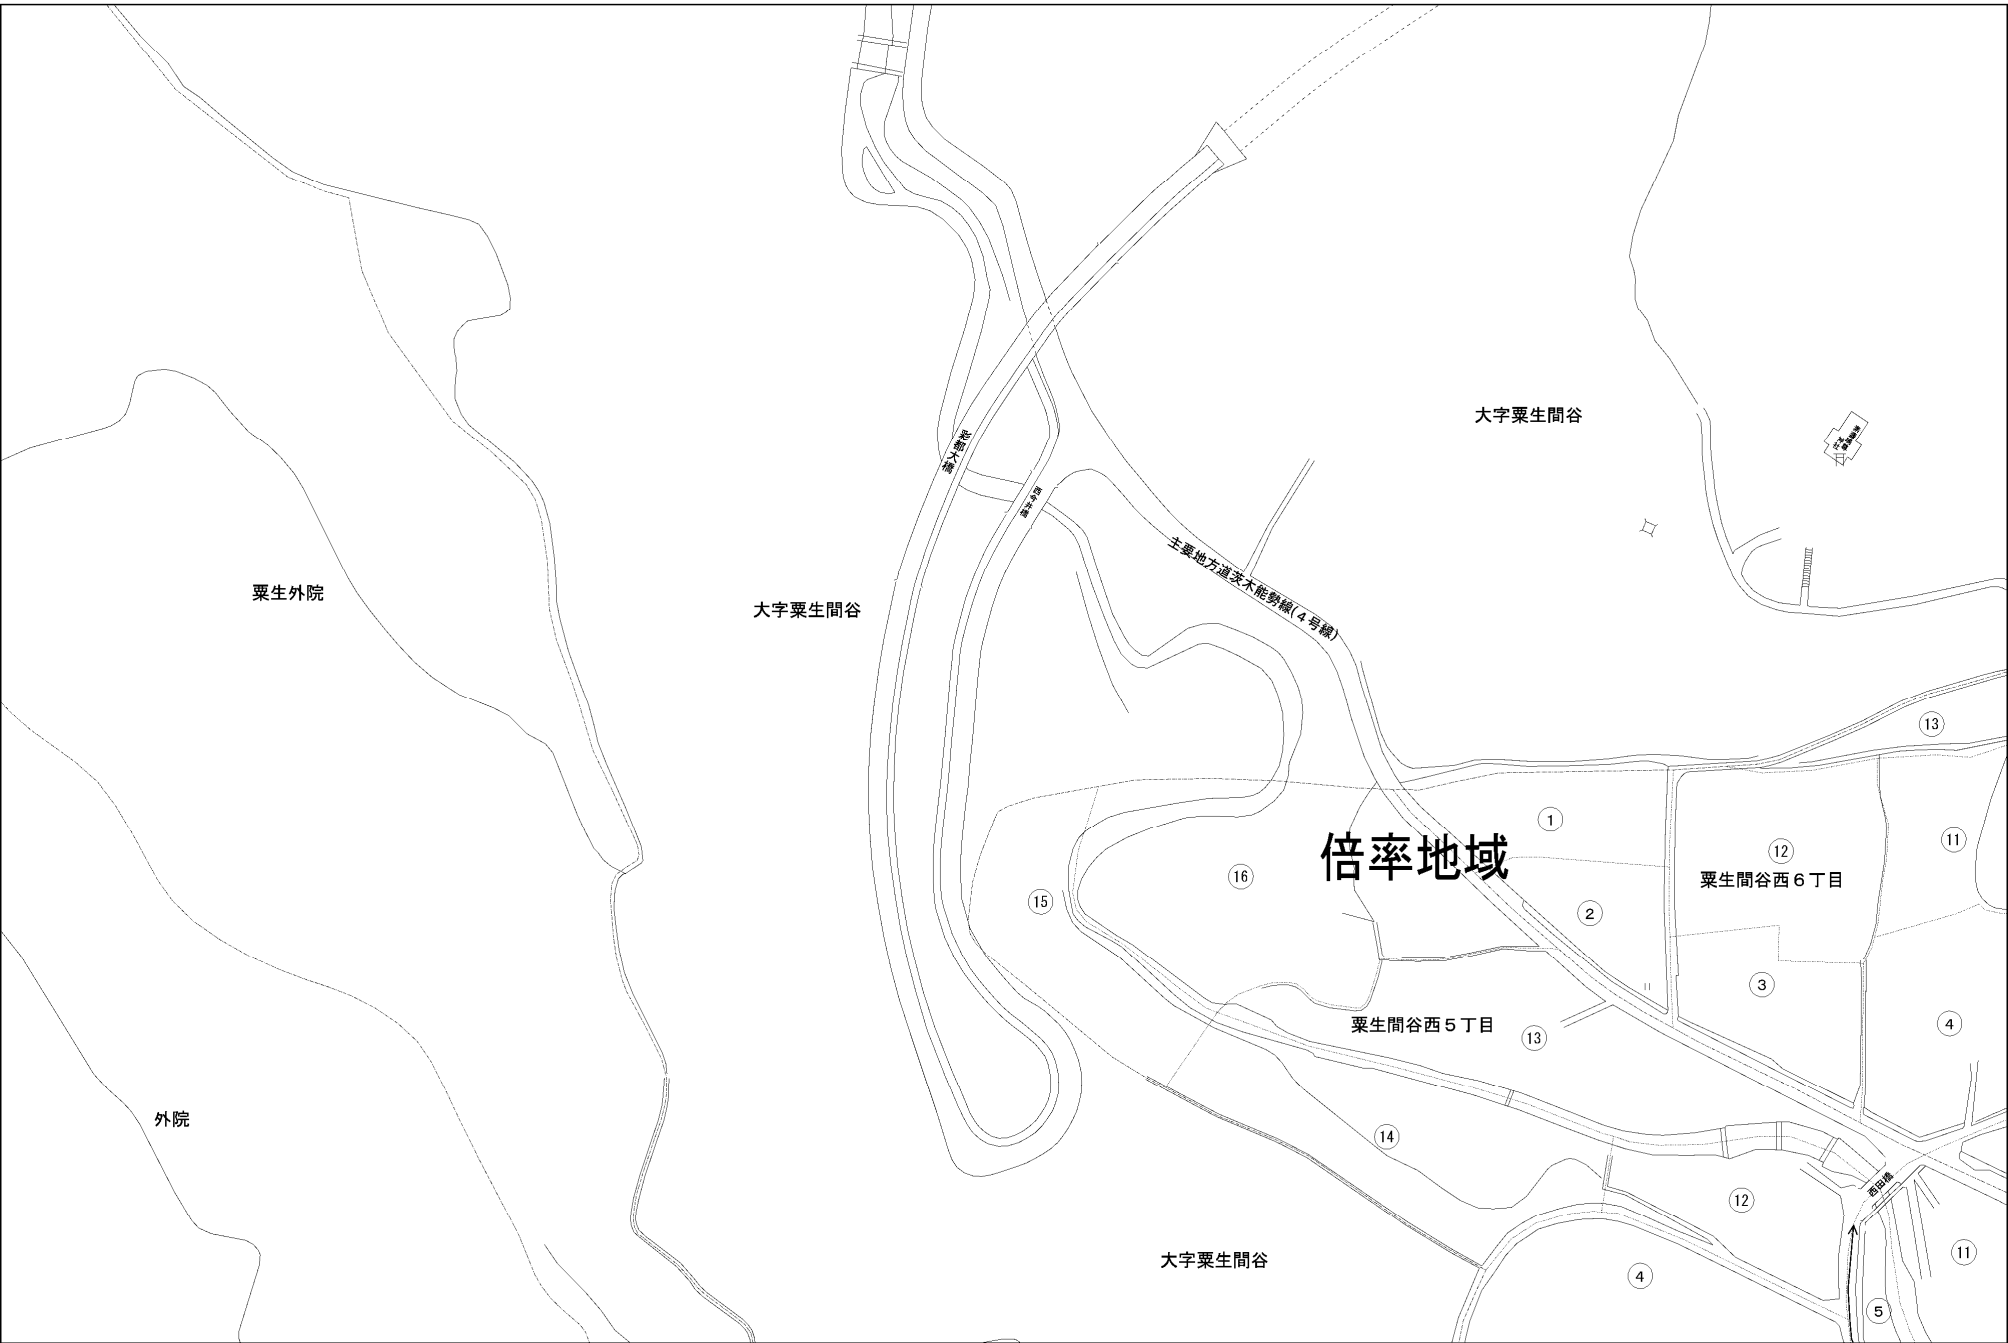 大字粟生間谷
彩都大橋
西今井橋
主要地方道茨木能勢線(４号線)
粟生外院
大字粟生間谷
13
1
倍率地域
11
12
粟生間谷西６丁目
16
15
2
3
粟生間谷西５丁目
13
4
外院
14
西田橋
12
大字粟生間谷
11
4
5